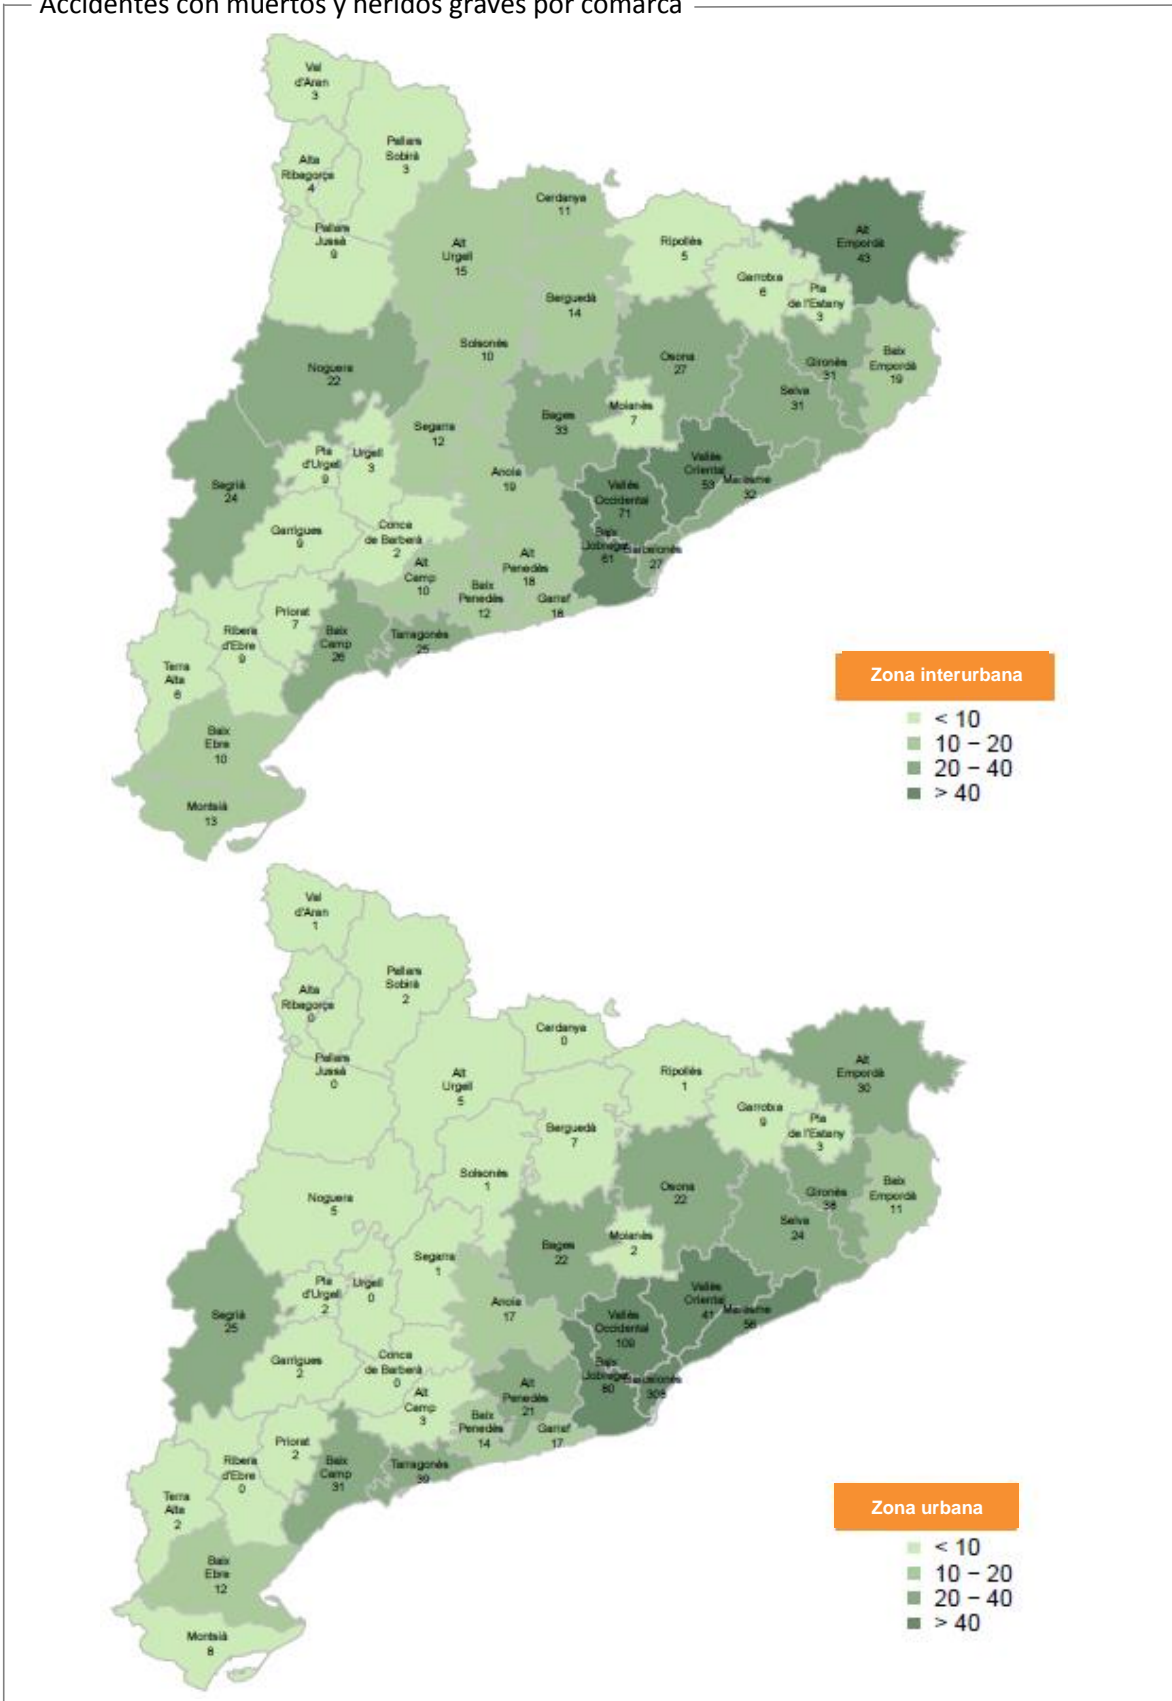 Accidentes con muertos y heridos graves por comarca
Val
d'Aran
3
Pallars
Sobirà
3
Alta
Ribagorça
4
Pallars
Jussà
9
Alt
Urgell
15
Cerdanya
11
Ripollès
5
Alt
Empordà
43
Garrotxa
6
Pla
de l'Estany
3
Berguedà
14
Solsonès
10
Noguera
22
Osona
27
Gironès
31
Baix
Empordà
19
Selva
31
Bages
33
Moianès
7
Segarra
12
Pla
d'Urgell
9
Urgell
3
Anoia
19
Vallès
Oriental
53
Maresme
32
Segrià
24
Vallès
Occidental
71
Garrigues
9
Conca
de Barberà
2
Baix
Llobregat
61
Barcelonès
27
Alt
Camp
10
Alt
Penedès
18
Baix
Penedès
12
Garraf
18
Priorat
7
Ribera
d'Ebre
9
Baix
Camp
26
Tarragonès
25
Terra
Alta
6
Baix
Ebre
10
Montsià
13
Zona interurbana
< 10
10 − 20
20 − 40
> 40
Val
d'Aran
1
Pallars
Sobirà
2
Alta
Ribagorça
0
Pallars
Jussà
0
Alt
Urgell
5
Cerdanya
0
Ripollès
1
Alt
Empordà
30
Garrotxa
9
Pla
de l'Estany
3
Berguedà
7
Solsonès
1
Noguera
5
Osona
22
Gironès
38
Baix
Empordà
11
Selva
24
Bages
22
Moianès
2
Segarra
1
Pla
d'Urgell
2
Urgell
0
Anoia
17
Vallès
Oriental
41
Maresme
56
Segrià
25
Vallès
Occidental
109
Garrigues
2
Conca
de Barberà
0
Baix
Llobregat
80
Barcelonès
308
Alt
Camp
3
Alt
Penedès
21
Baix
Penedès
14
Garraf
17
Priorat
2
Ribera
d'Ebre
0
Baix
Camp
31
Tarragonès
39
Terra
Alta
2
Baix
Ebre
12
Montsià
8
Zona urbana
< 10
10 − 20
20 − 40
> 40